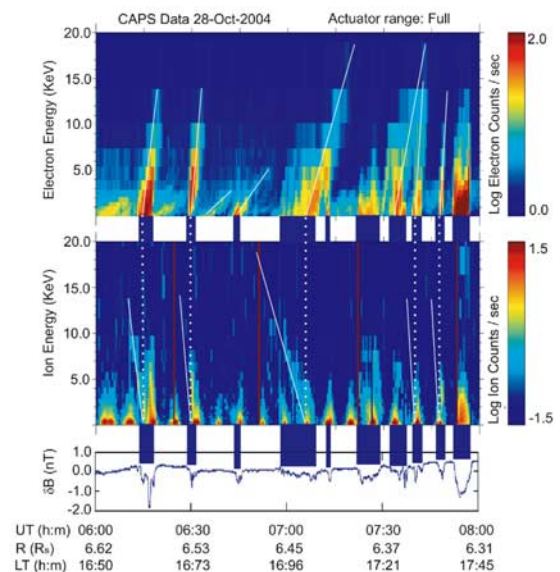 CAPS Data 28-Oct-2004 Actuator range: Full
20.0
15.0
10.0
5.0
Electron Energy (KeV)
2.0
0.0
Log Electron Counts / sec
20.0
15.0
10.0
5.0
Ion Energy (KeV)
1.5
-1.5
Log Ion Counts / sec
1.0
0.0
-1.0
-2.0
δB (nT)
UT (h:m) 06:00 06:30 07:00 07:30 08:00
R (Rs) 6.62 6.53 6.45 6.37 6.31
LT (h:m) 16:50 16:73 16:96 17:21 17:45